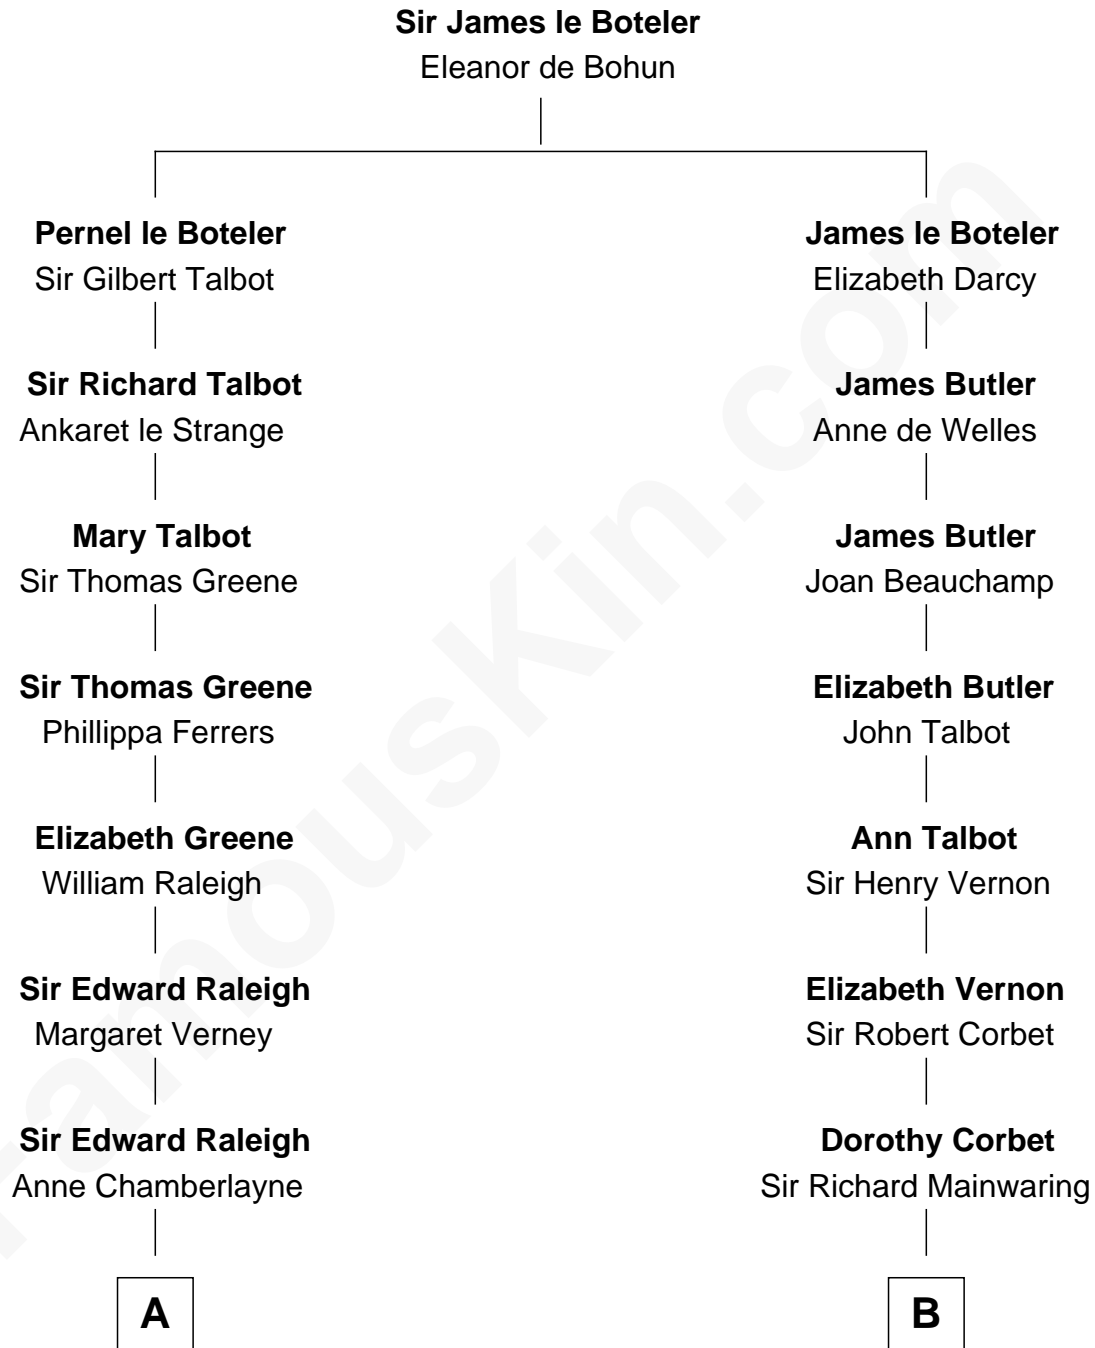 Sir James le Boteler
Eleanor de Bohun
Pernel le Boteler
Sir Gilbert Talbot
James le Boteler
Elizabeth Darcy
Sir Richard Talbot
Ankaret le Strange
James Butler
Anne de Welles
Mary Talbot
Sir Thomas Greene
James Butler
Joan Beauchamp
Sir Thomas Greene
Phillippa Ferrers
Elizabeth Butler
John Talbot
Elizabeth Greene
William Raleigh
Ann Talbot
Sir Henry Vernon
Sir Edward Raleigh
Margaret Verney
Elizabeth Vernon
Sir Robert Corbet
Sir Edward Raleigh
Anne Chamberlayne
Dorothy Corbet
Sir Richard Mainwaring
A
B
FamousKin.com